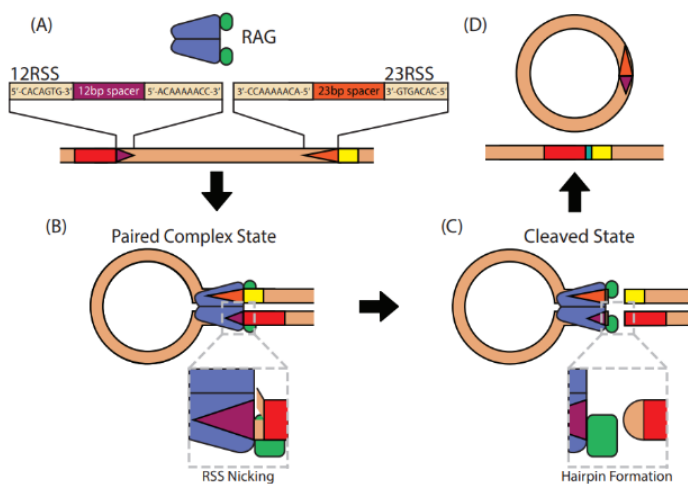 (A)
RAG
(D)
12RSS
23RSS
5'-CACAGTG-3' 12bp spacer 5'-ACAAAAACC-3'
3'-CCAAAAACA-5' 23bp spacer 3'-GTGACAC-5'
(B)
Paired Complex State
(C)
Cleaved State
RSS Nicking
Hairpin Formation